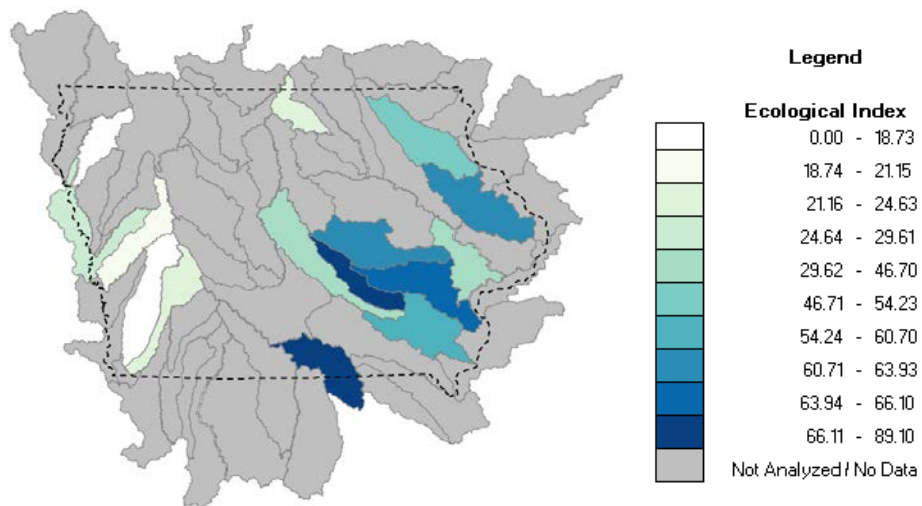 Legend
Ecological Index
0.00 - 18.73
18.74 - 21.15
21.16 - 24.63
24.64 - 29.61
29.62 - 46.70
46.71 - 54.23
54.24 - 60.70
60.71 - 63.93
63.94 - 66.10
66.11 - 89.10
Not Analyzed / No Data